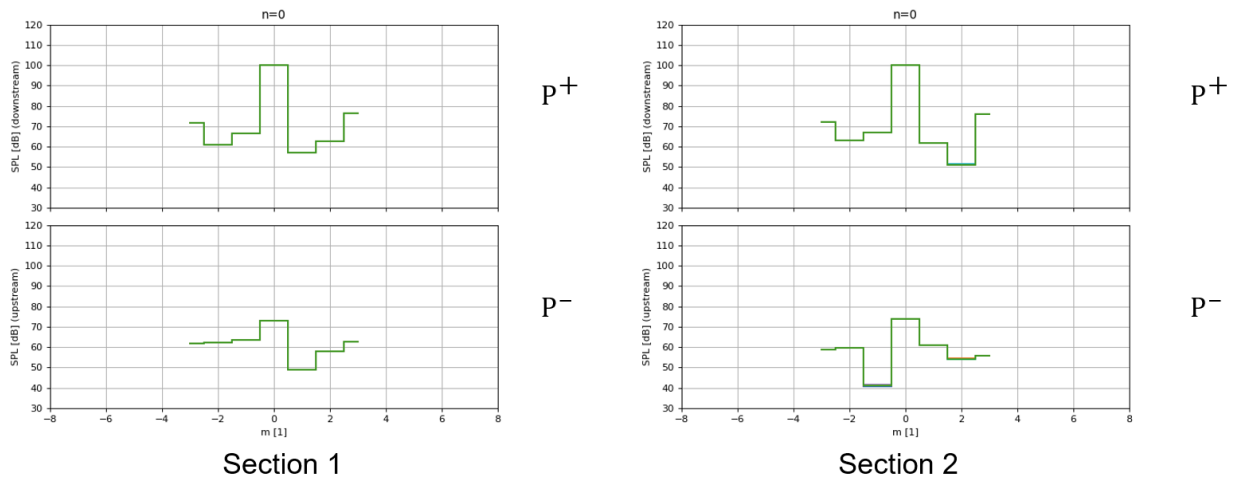 n=0
120
110
100
90
80
70
60
50
40
30
SPL [dB] (downstream)
P+
120
110
100
90
80
70
60
50
40
30
SPL [dB] (upstream)
P−
−8 −6 −4 −2 0 2 4 6 8
m [1]
Section 1
n=0
120
110
100
90
80
70
60
50
40
30
SPL [dB] (downstream)
P+
120
110
100
90
80
70
60
50
40
30
SPL [dB] (upstream)
P−
−8 −6 −4 −2 0 2 4 6 8
m [1]
Section 2